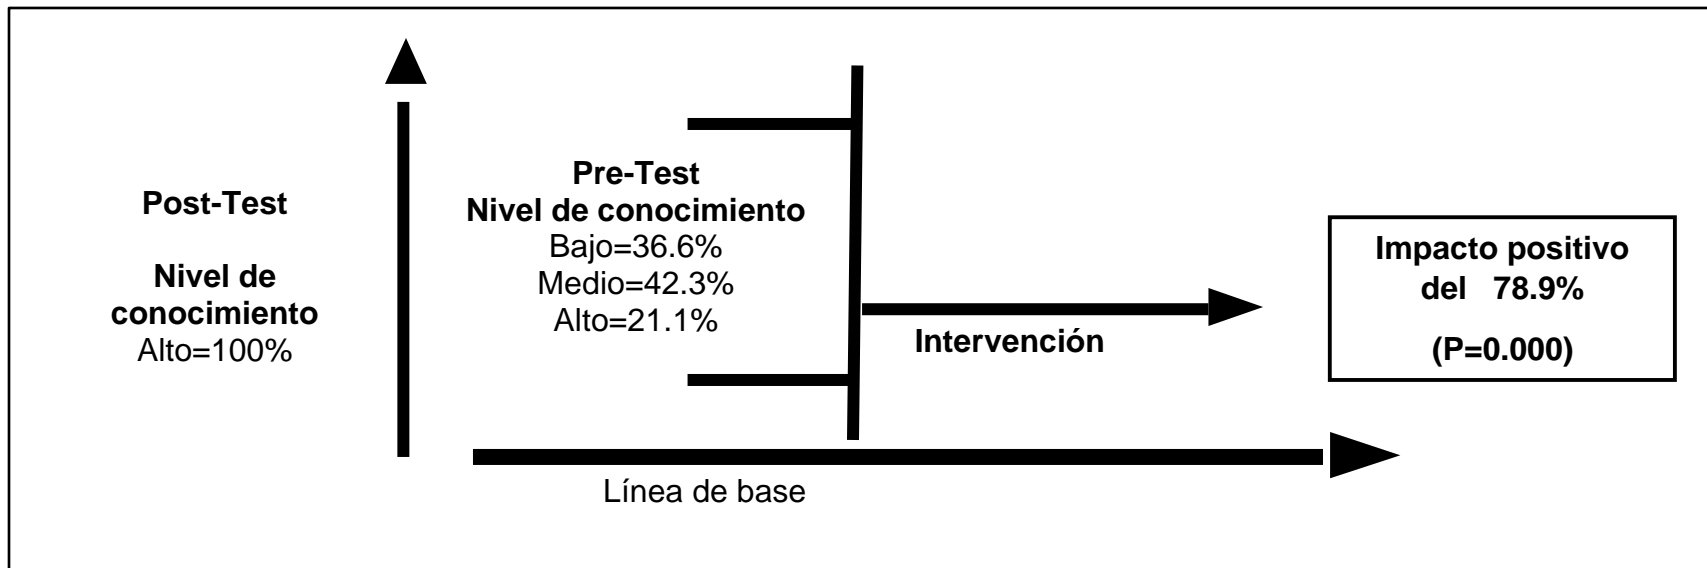 Post-Test
Nivel de
conocimiento
Alto=100%
Pre-Test
Nivel de conocimiento
Bajo=36.6%
Medio=42.3%
Alto=21.1%
Intervención
Impacto positivo
del 78.9%
(P=0.000)
Línea de base